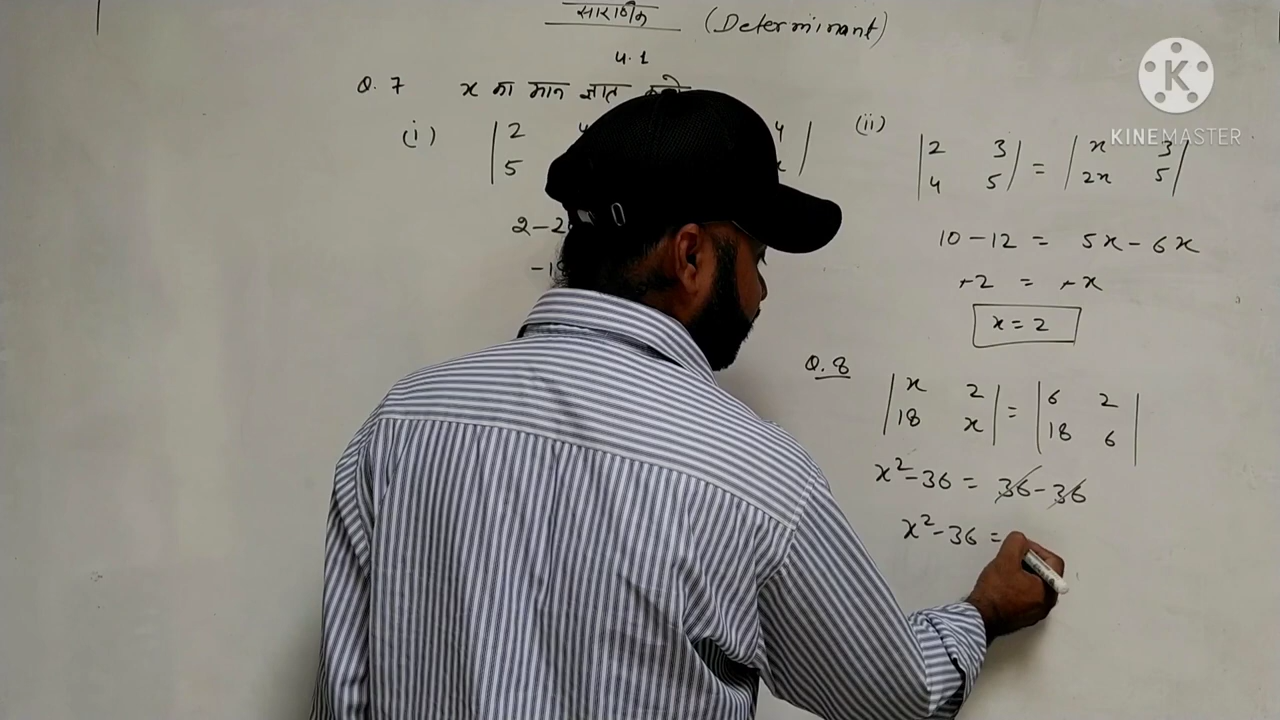 सारणिक (Determinant)
4.1
Q. 7 x का मान ज्ञात
(i) | 2 4
5
2 - 2
(ii) | 2 3 | = | x 3 |
| 4 5 | | 2x 5 |
10 - 12 = 5x - 6x
+2 = +x
x = 2
Q. 8
| x 2 | = | 6 2 |
| 18 x | | 18 6 |
x² - 36 = 36 - 36
x² - 36 =
K
KINEMASTER